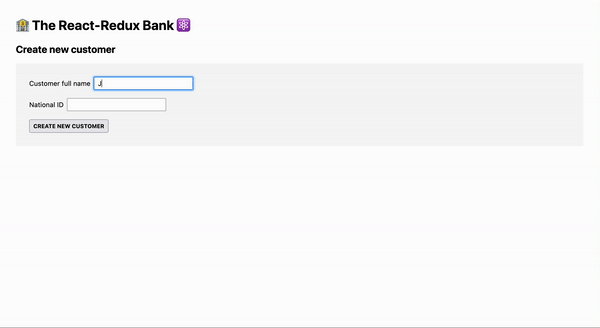 🏦 The React-Redux Bank ⚛️
Create new customer
Customer full name J
National ID
CREATE NEW CUSTOMER